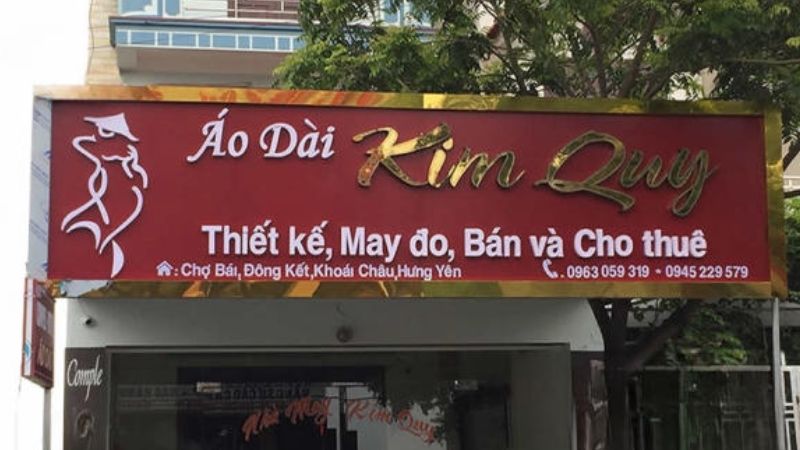 Áo Dài Kim Quy
Thiết kế, May đo, Bán và Cho thuê
: Chợ Bái, Đông Kết,Khoái Châu,Hưng Yên
. 0963 059 319 * 0945 229 579
Comple
Nhà May Kim Quy